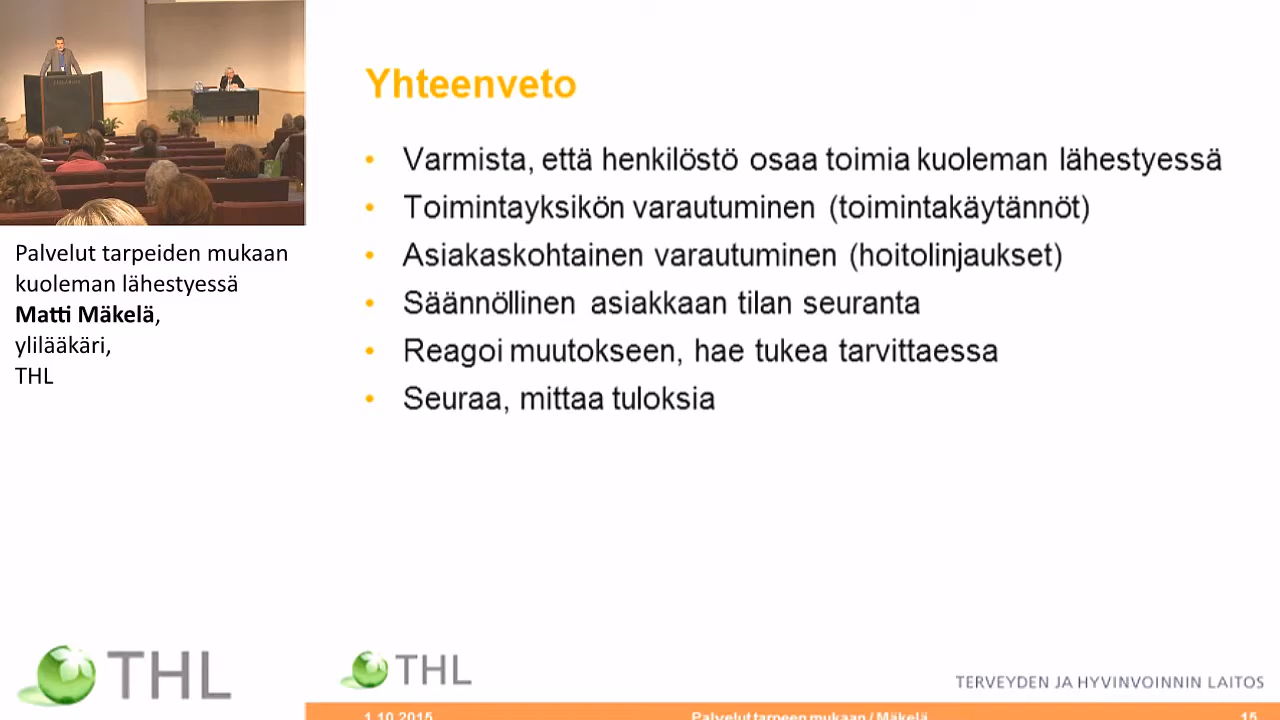 Palvelut tarpeiden mukaan
kuoleman lähestyessä
Matti Mäkelä,
ylilääkäri,
THL
THL
Yhteenveto
• Varmista, että henkilöstö osaa toimia kuoleman lähestyessä
• Toimintayksikön varautuminen (toimintakäytännöt)
• Asiakaskohtainen varautuminen (hoitolinjaukset)
• Säännöllinen asiakkaan tilan seuranta
• Reagoi muutokseen, hae tukea tarvittaessa
• Seuraa, mittaa tuloksia
THL
TERVEYDEN JA HYVINVOINNIN LAITOS
1.10.2015 Palvelut tarpeen mukaan / Mäkelä 15